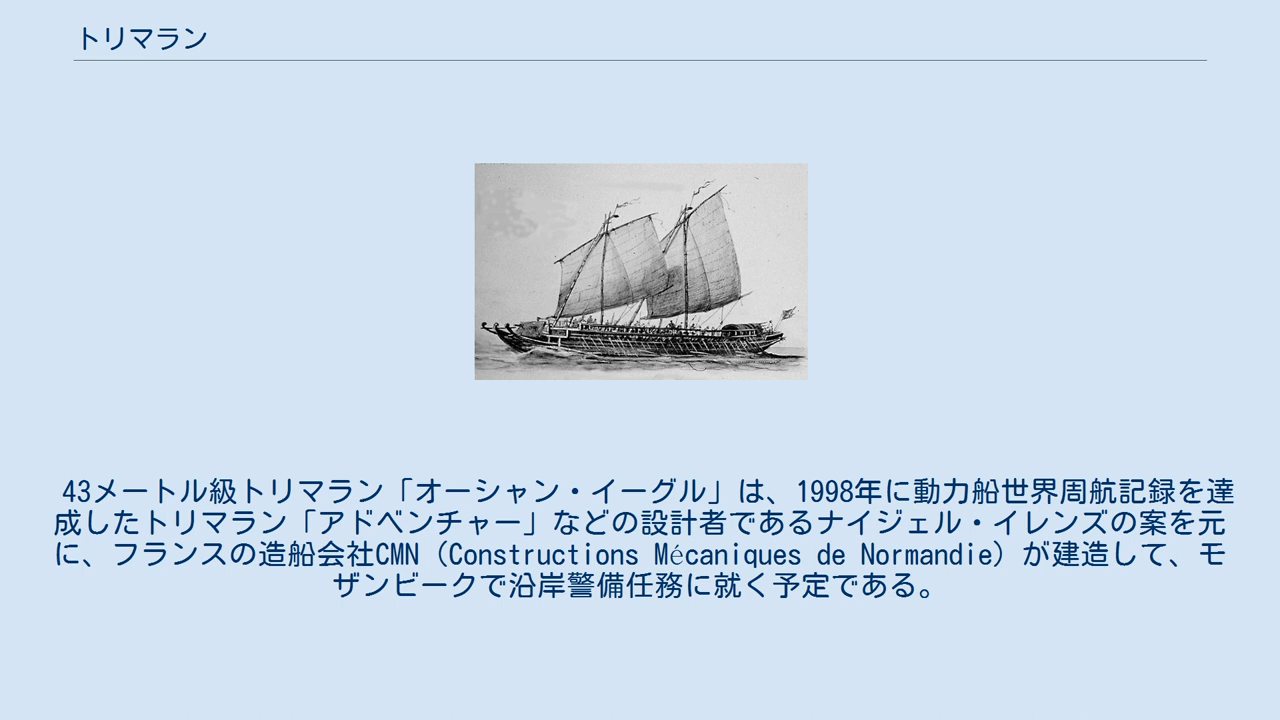 トリマラン
43メートル級トリマラン「オーシャン・イーグル」は、1998年に動力船世界周航記録を達
成したトリマラン「アドベンチャー」などの設計者であるナイジェル・イレンズの案を元
に、フランスの造船会社CMN（Constructions Mécaniques de Normandie）が建造して、モ
ザンビークで沿岸警備任務に就く予定である。